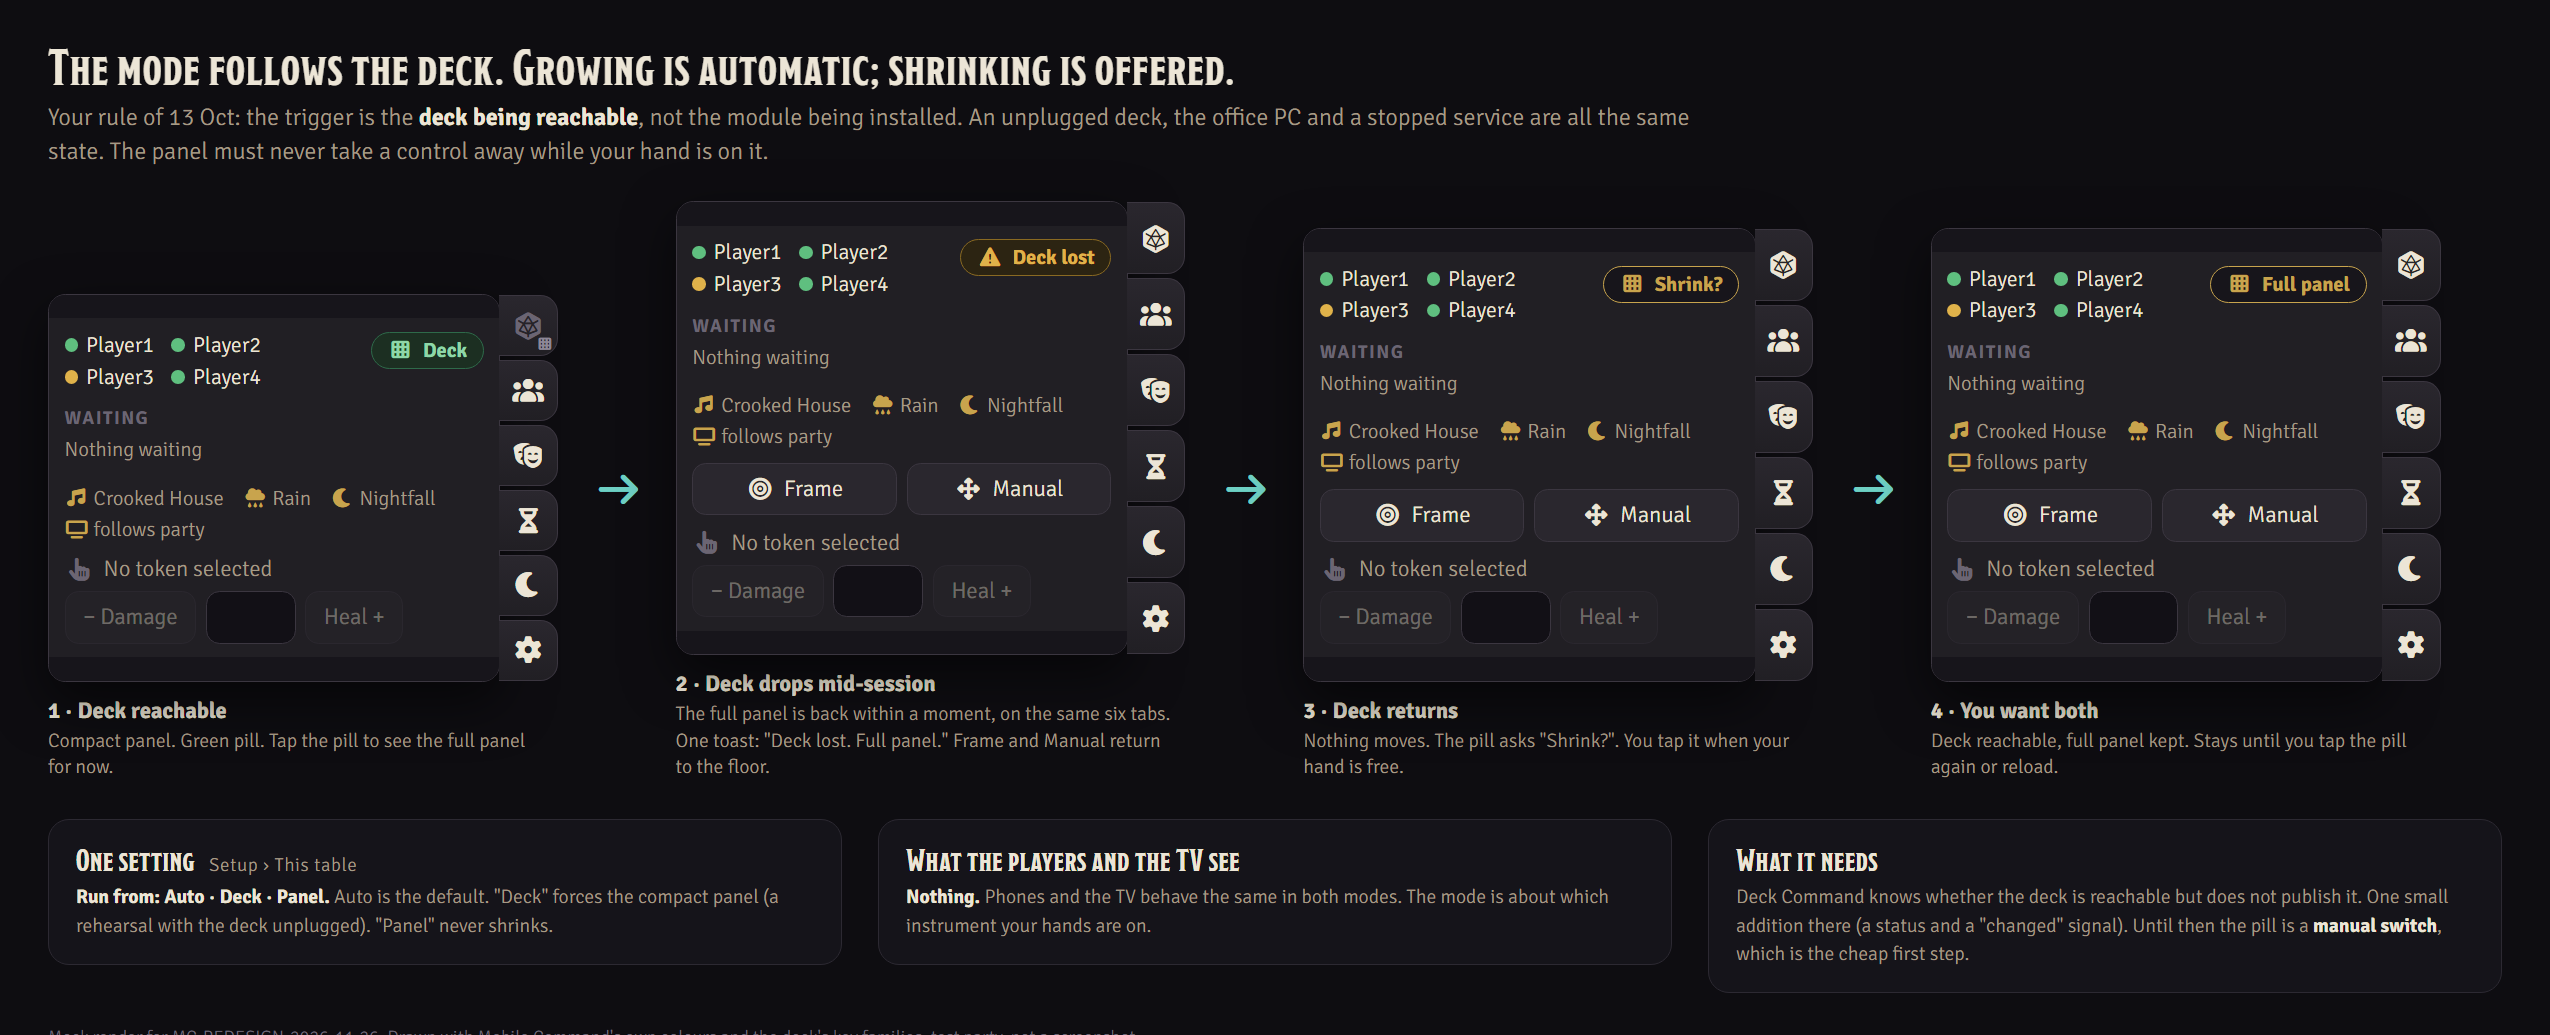 The mode follows the deck. Growing is automatic; shrinking is offered.
Your rule of 13 Oct: the trigger is the deck being reachable, not the module being installed. An unplugged deck, the office PC and a stopped service are all the same
state. The panel must never take a control away while your hand is on it.
Player1 Player2
Deck
Player3 Player4
WAITING
Nothing waiting
Crooked House Rain Nightfall
follows party
No token selected
− Damage Heal +
1 · Deck reachable
Compact panel. Green pill. Tap the pill to see the full panel
for now.
Player1 Player2
Deck lost
Player3 Player4
WAITING
Nothing waiting
Crooked House Rain Nightfall
follows party
Frame Manual
No token selected
− Damage Heal +
2 · Deck drops mid-session
The full panel is back within a moment, on the same six tabs.
One toast: "Deck lost. Full panel." Frame and Manual return
to the floor.
Player1 Player2
Shrink?
Player3 Player4
WAITING
Nothing waiting
Crooked House Rain Nightfall
follows party
Frame Manual
No token selected
− Damage Heal +
3 · Deck returns
Nothing moves. The pill asks "Shrink?". You tap it when your
hand is free.
Player1 Player2
Full panel
Player3 Player4
WAITING
Nothing waiting
Crooked House Rain Nightfall
follows party
Frame Manual
No token selected
− Damage Heal +
4 · You want both
Deck reachable, full panel kept. Stays until you tap the pill
again or reload.
One setting Setup › This table
Run from: Auto · Deck · Panel. Auto is the default. "Deck" forces the compact panel (a
rehearsal with the deck unplugged). "Panel" never shrinks.
What the players and the TV see
Nothing. Phones and the TV behave the same in both modes. The mode is about which
instrument your hands are on.
What it needs
Deck Command knows whether the deck is reachable but does not publish it. One small
addition there (a status and a "changed" signal). Until then the pill is a manual switch,
which is the cheap first step.